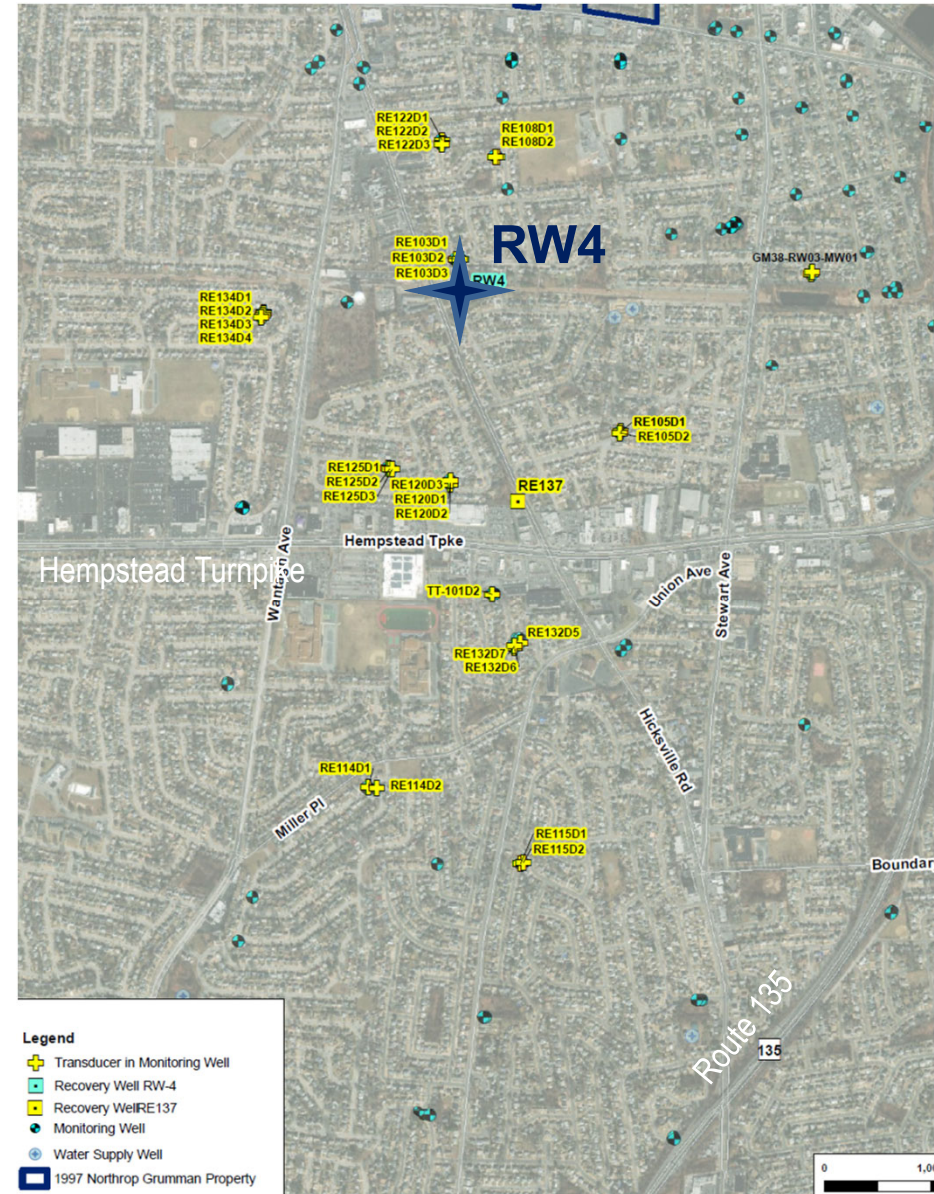 RE122D1
RE122D2
RE122D3
RE108D1
RE108D2
RW4
RE103D1
RE103D2
RE103D3
RW4
GM38-RW03-MW01
RE134D1
RE134D2
RE134D3
RE134D4
RE105D1
RE105D2
RE125D1
RE125D2
RE125D3
RE120D3
RE120D1
RE120D2
RE137
Hempstead Tpke
Hempstead Turnpike
Wantagh Ave
TT-101D2
Union Ave
Stewart Ave
RE132D5
RE132D7
RE132D6
Hicksville Rd
RE114D1
RE114D2
Miller Pl
RE115D1
RE115D2
Boundar
Route 135
135
Legend
Transducer in Monitoring Well
Recovery Well RW-4
Recovery WellRE137
Monitoring Well
Water Supply Well
1997 Northrop Grumman Property
0 1,00